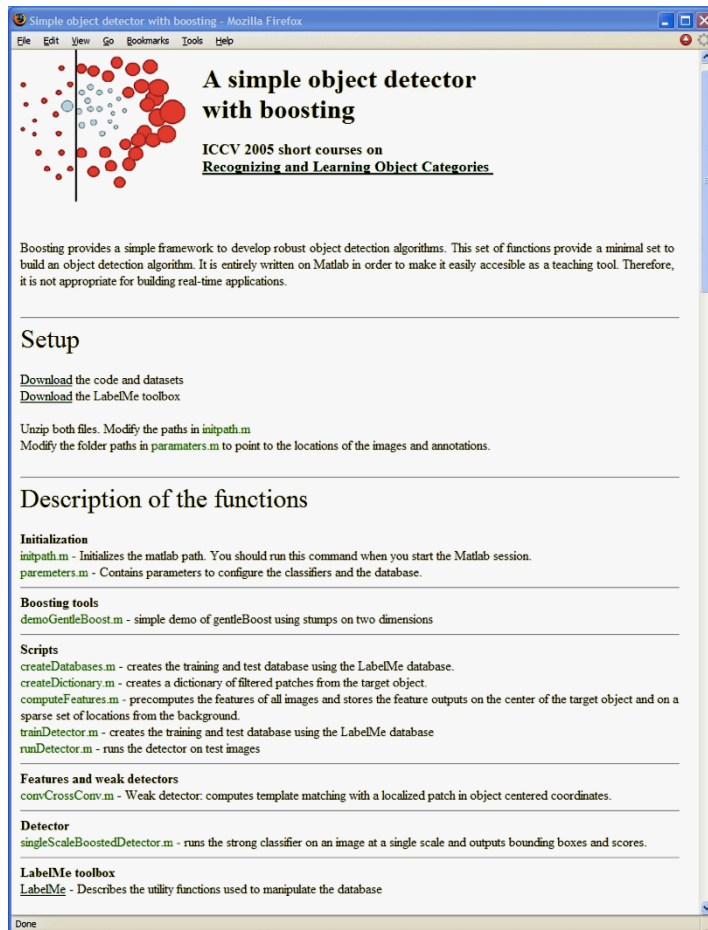 Simple object detector with boosting - Mozilla Firefox
File Edit View Go Bookmarks Tools Help
A simple object detector
with boosting
ICCV 2005 short courses on
Recognizing and Learning Object Categories
Boosting provides a simple framework to develop robust object detection algorithms. This set of functions provide a minimal set to
build an object detection algorithm. It is entirely written on Matlab in order to make it easily accesible as a teaching tool. Therefore,
it is not appropriate for building real-time applications.
Setup
Download the code and datasets
Download the LabelMe toolbox
Unzip both files. Modify the paths in initpath.m
Modify the folder paths in paramaters.m to point to the locations of the images and annotations.
Description of the functions
Initialization
initpath.m - Initializes the matlab path. You should run this command when you start the Matlab session.
paremeters.m - Contains parameters to configure the classifiers and the database.
Boosting tools
demoGentleBoost.m - simple demo of gentleBoost using stumps on two dimensions
Scripts
createDatabases.m - creates the training and test database using the LabelMe database.
createDictionary.m - creates a dictionary of filtered patches from the target object.
computeFeatures.m - precomputes the features of all images and stores the feature outputs on the center of the target object and on a
sparse set of locations from the background.
trainDetector.m - creates the training and test database using the LabelMe database
runDetector.m - runs the detector on test images
Features and weak detectors
convCrossConv.m - Weak detector: computes template matching with a localized patch in object centered coordinates.
Detector
singleScaleBoostedDetector.m - runs the strong classifier on an image at a single scale and outputs bounding boxes and scores.
LabelMe toolbox
LabelMe - Describes the utility functions used to manipulate the database
Done